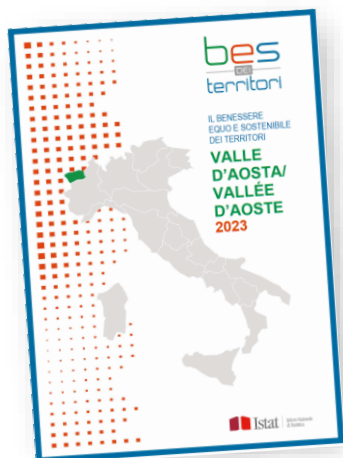 bes
DEI
territori
IL BENESSERE
EQUO E SOSTENIBILE
DEI TERRITORI
VALLE
D'AOSTA/
VALLÉE
D'AOSTE
2023
Istat